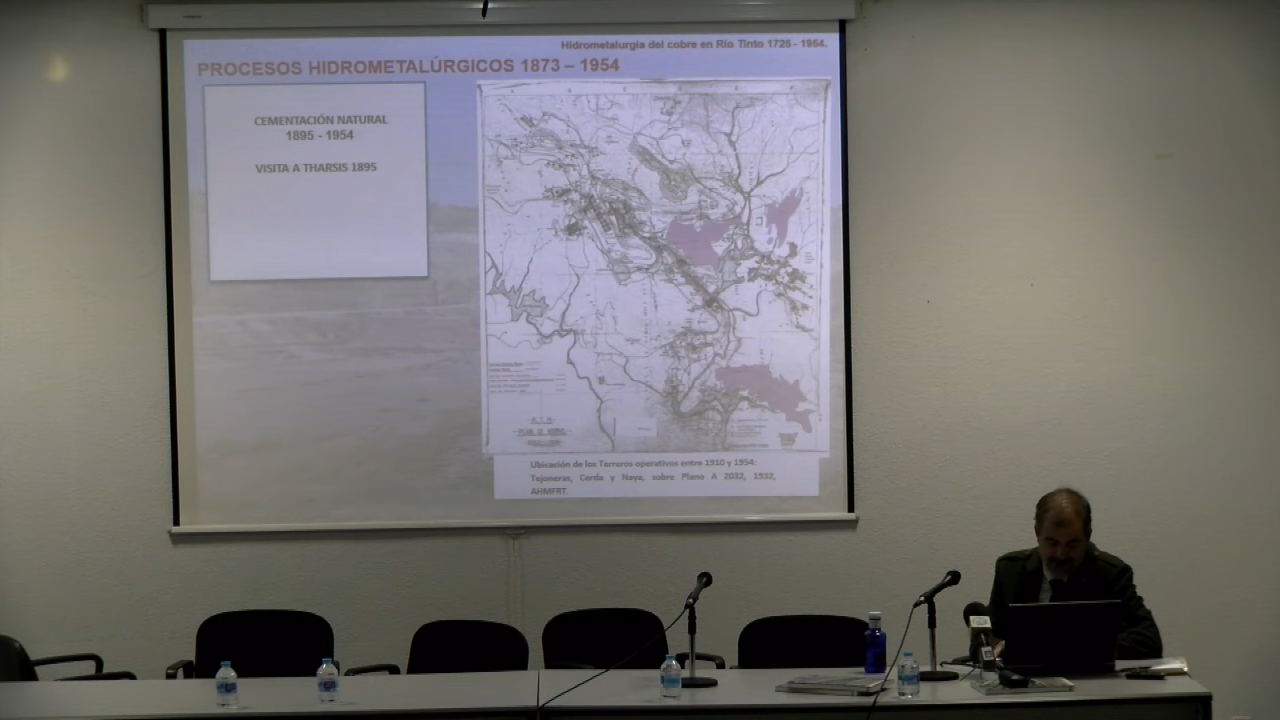 Hidrometalurgia del cobre en Río Tinto 1725 - 1954.
PROCESOS HIDROMETALÚRGICOS 1873 – 1954
CEMENTACIÓN NATURAL
1895 - 1954
VISITA A THARSIS 1895
Ubicación de los Terreros operativos entre 1910 y 1954:
Tejoneras, Cerda y Naya, sobre Plano A 2032, 1932,
AHMFRT.